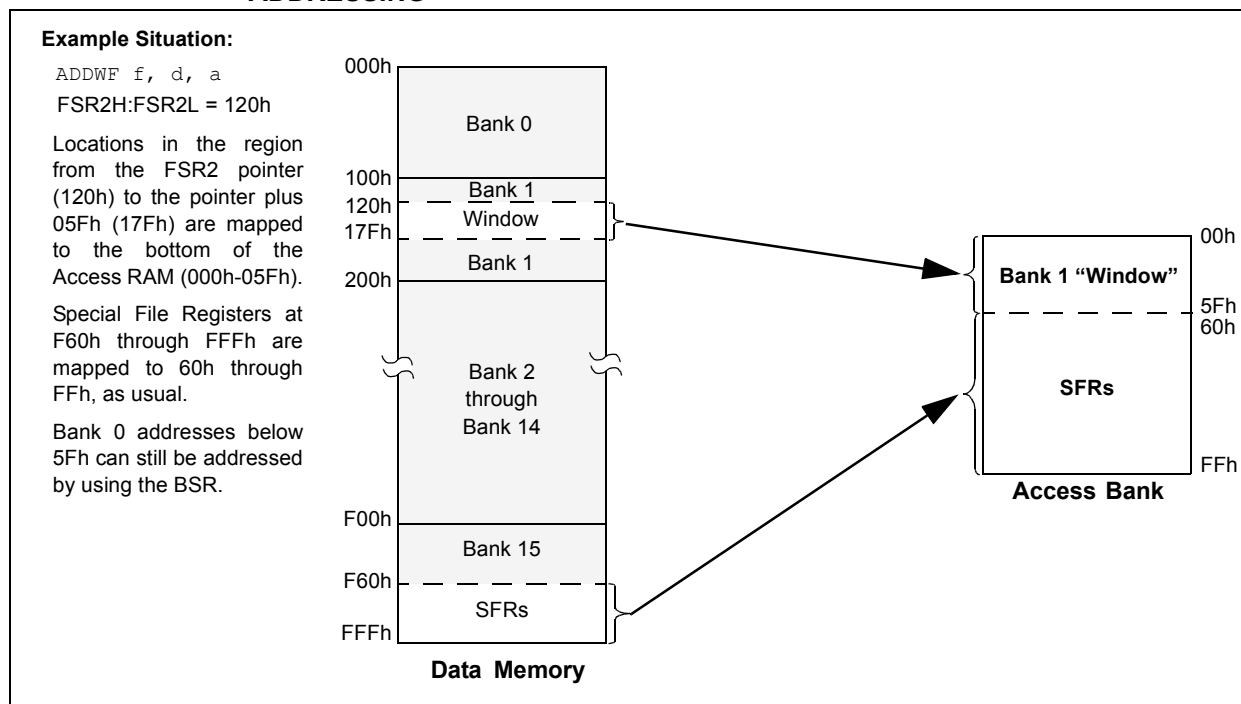 ADDRESSING
Example Situation:
ADDWF f, d, a
FSR2H:FSR2L = 120h
Locations in the region
from the FSR2 pointer
(120h) to the pointer plus
05Fh (17Fh) are mapped
to the bottom of the
Access RAM (000h-05Fh).
Special File Registers at
F60h through FFFh are
mapped to 60h through
FFh, as usual.
Bank 0 addresses below
5Fh can still be addressed
by using the BSR.
000h
Bank 0
100h
Bank 1
120h
Window
17Fh
Bank 1
200h
Bank 2
through
Bank 14
F00h
Bank 15
F60h
SFRs
FFFh
Data Memory
00h
Bank 1 “Window”
5Fh
60h
SFRs
FFh
Access Bank